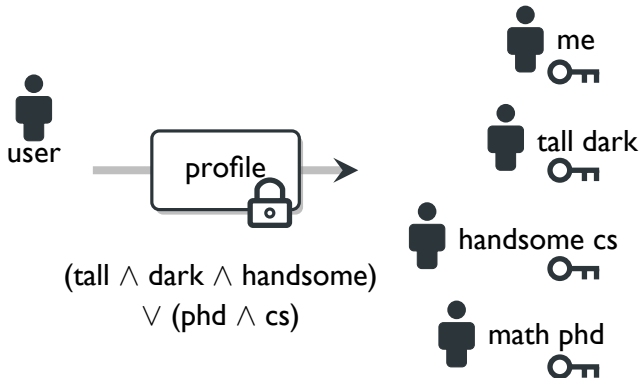 user
profile
(tall ∧ dark ∧ handsome)
∨ (phd ∧ cs)
me
tall dark
handsome cs
math phd